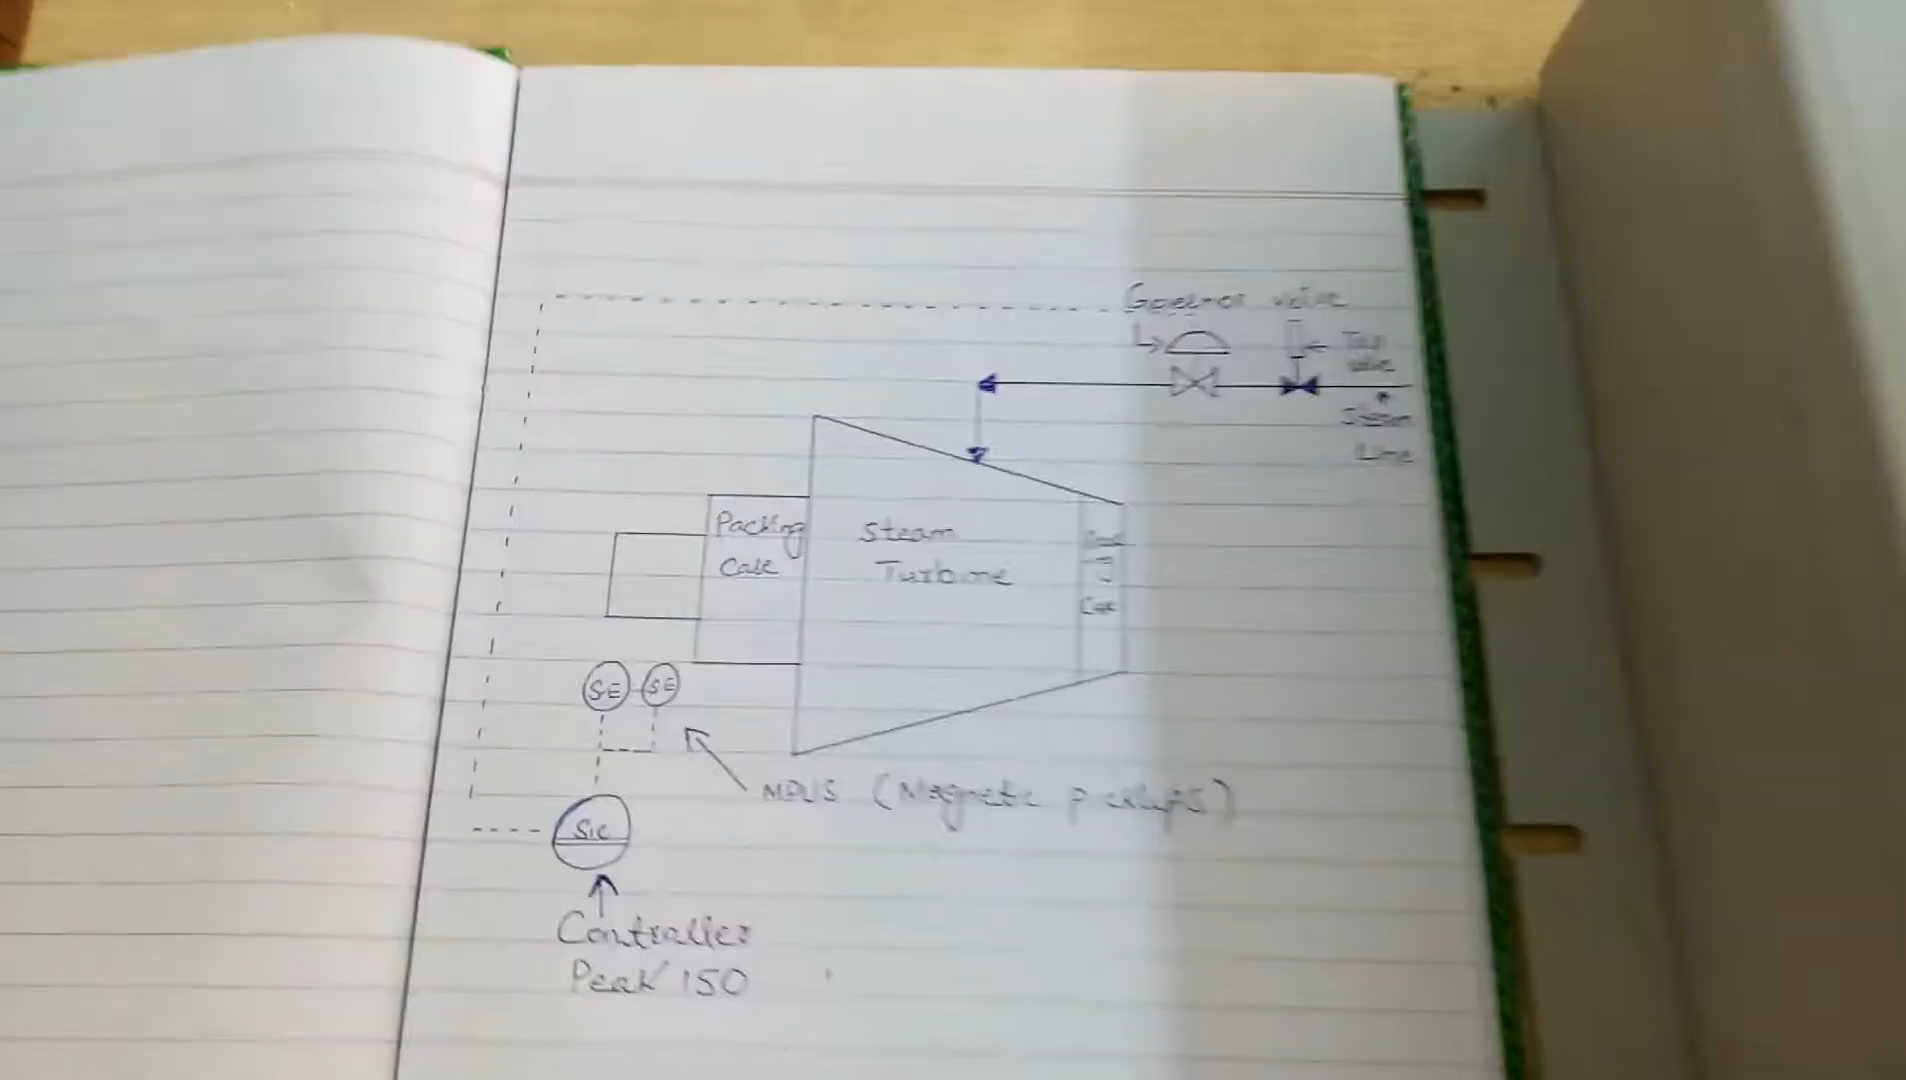 Governor valve
Trip
valve
Steam
Line
Packing
Case
Steam
Turbine
Case
SE
SE
MPUS (Magnetic pickups)
SIC
Controller
Peak 150